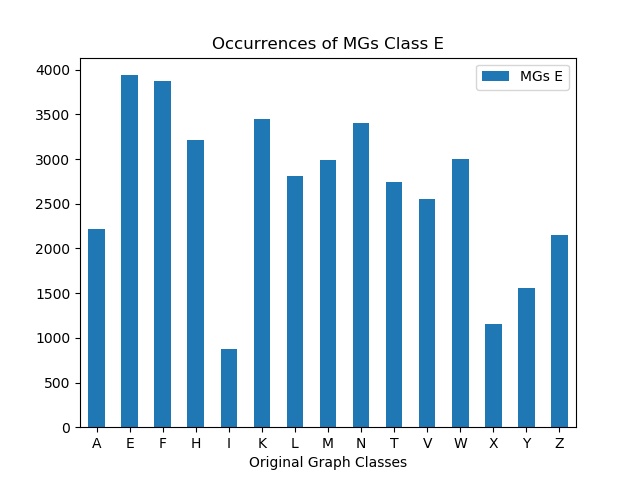 Occurrences of MGs Class E
MGs E
4000
3500
3000
2500
2000
1500
1000
500
0
A E F H I K L M N T V W X Y Z
Original Graph Classes